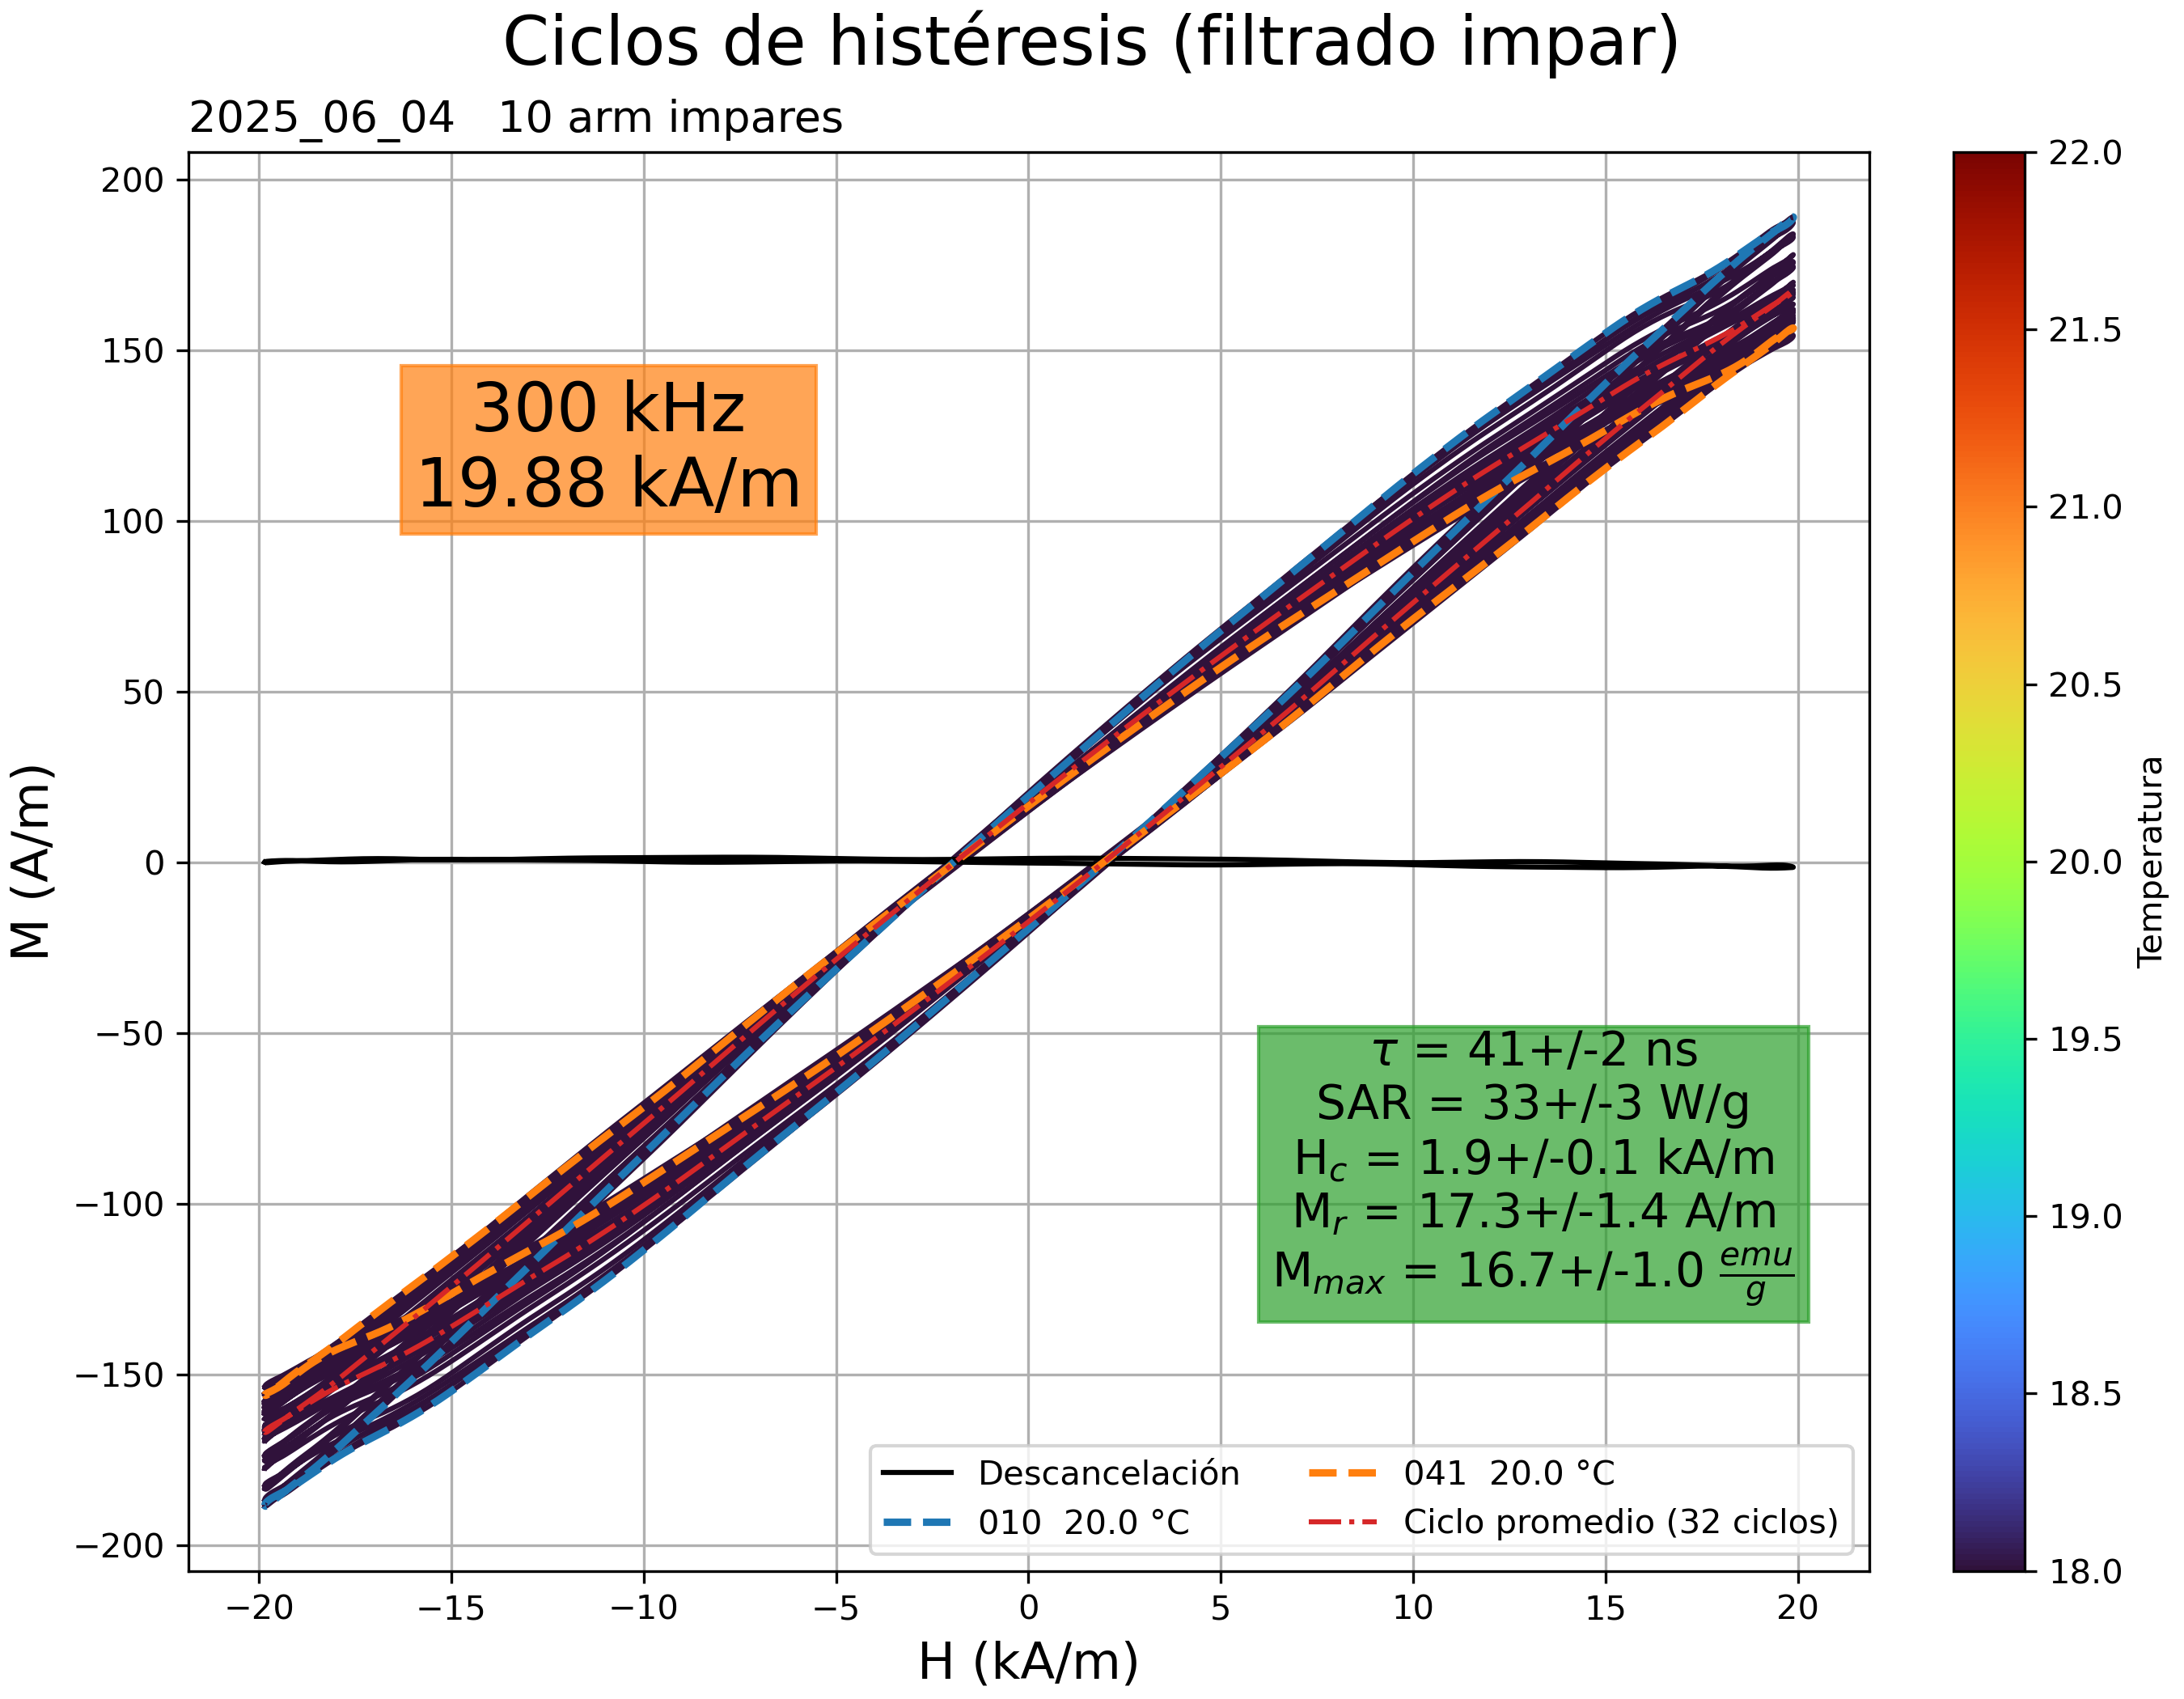 Ciclos de histéresis (filtrado impar)
2025_06_04   10 arm impares
200
150
100
50
0
−50
−100
−150
−200
M (A/m)
300 kHz
19.88 kA/m
τ = 41+/-2 ns
SAR = 33+/-3 W/g
H_c = 1.9+/-0.1 kA/m
M_r = 17.3+/-1.4 A/m
M_max = 16.7+/-1.0 emu/g
Descancelación
010  20.0 °C
041  20.0 °C
Ciclo promedio (32 ciclos)
−20
−15
−10
−5
0
5
10
15
20
H (kA/m)
22.0
21.5
21.0
20.5
20.0
19.5
19.0
18.5
18.0
Temperatura